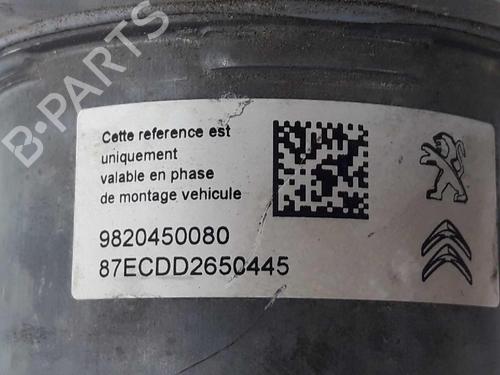 B-PARTS
Cette reference est
uniquement
valable en phase
de montage vehicule
9820450080
87ECDD2650445